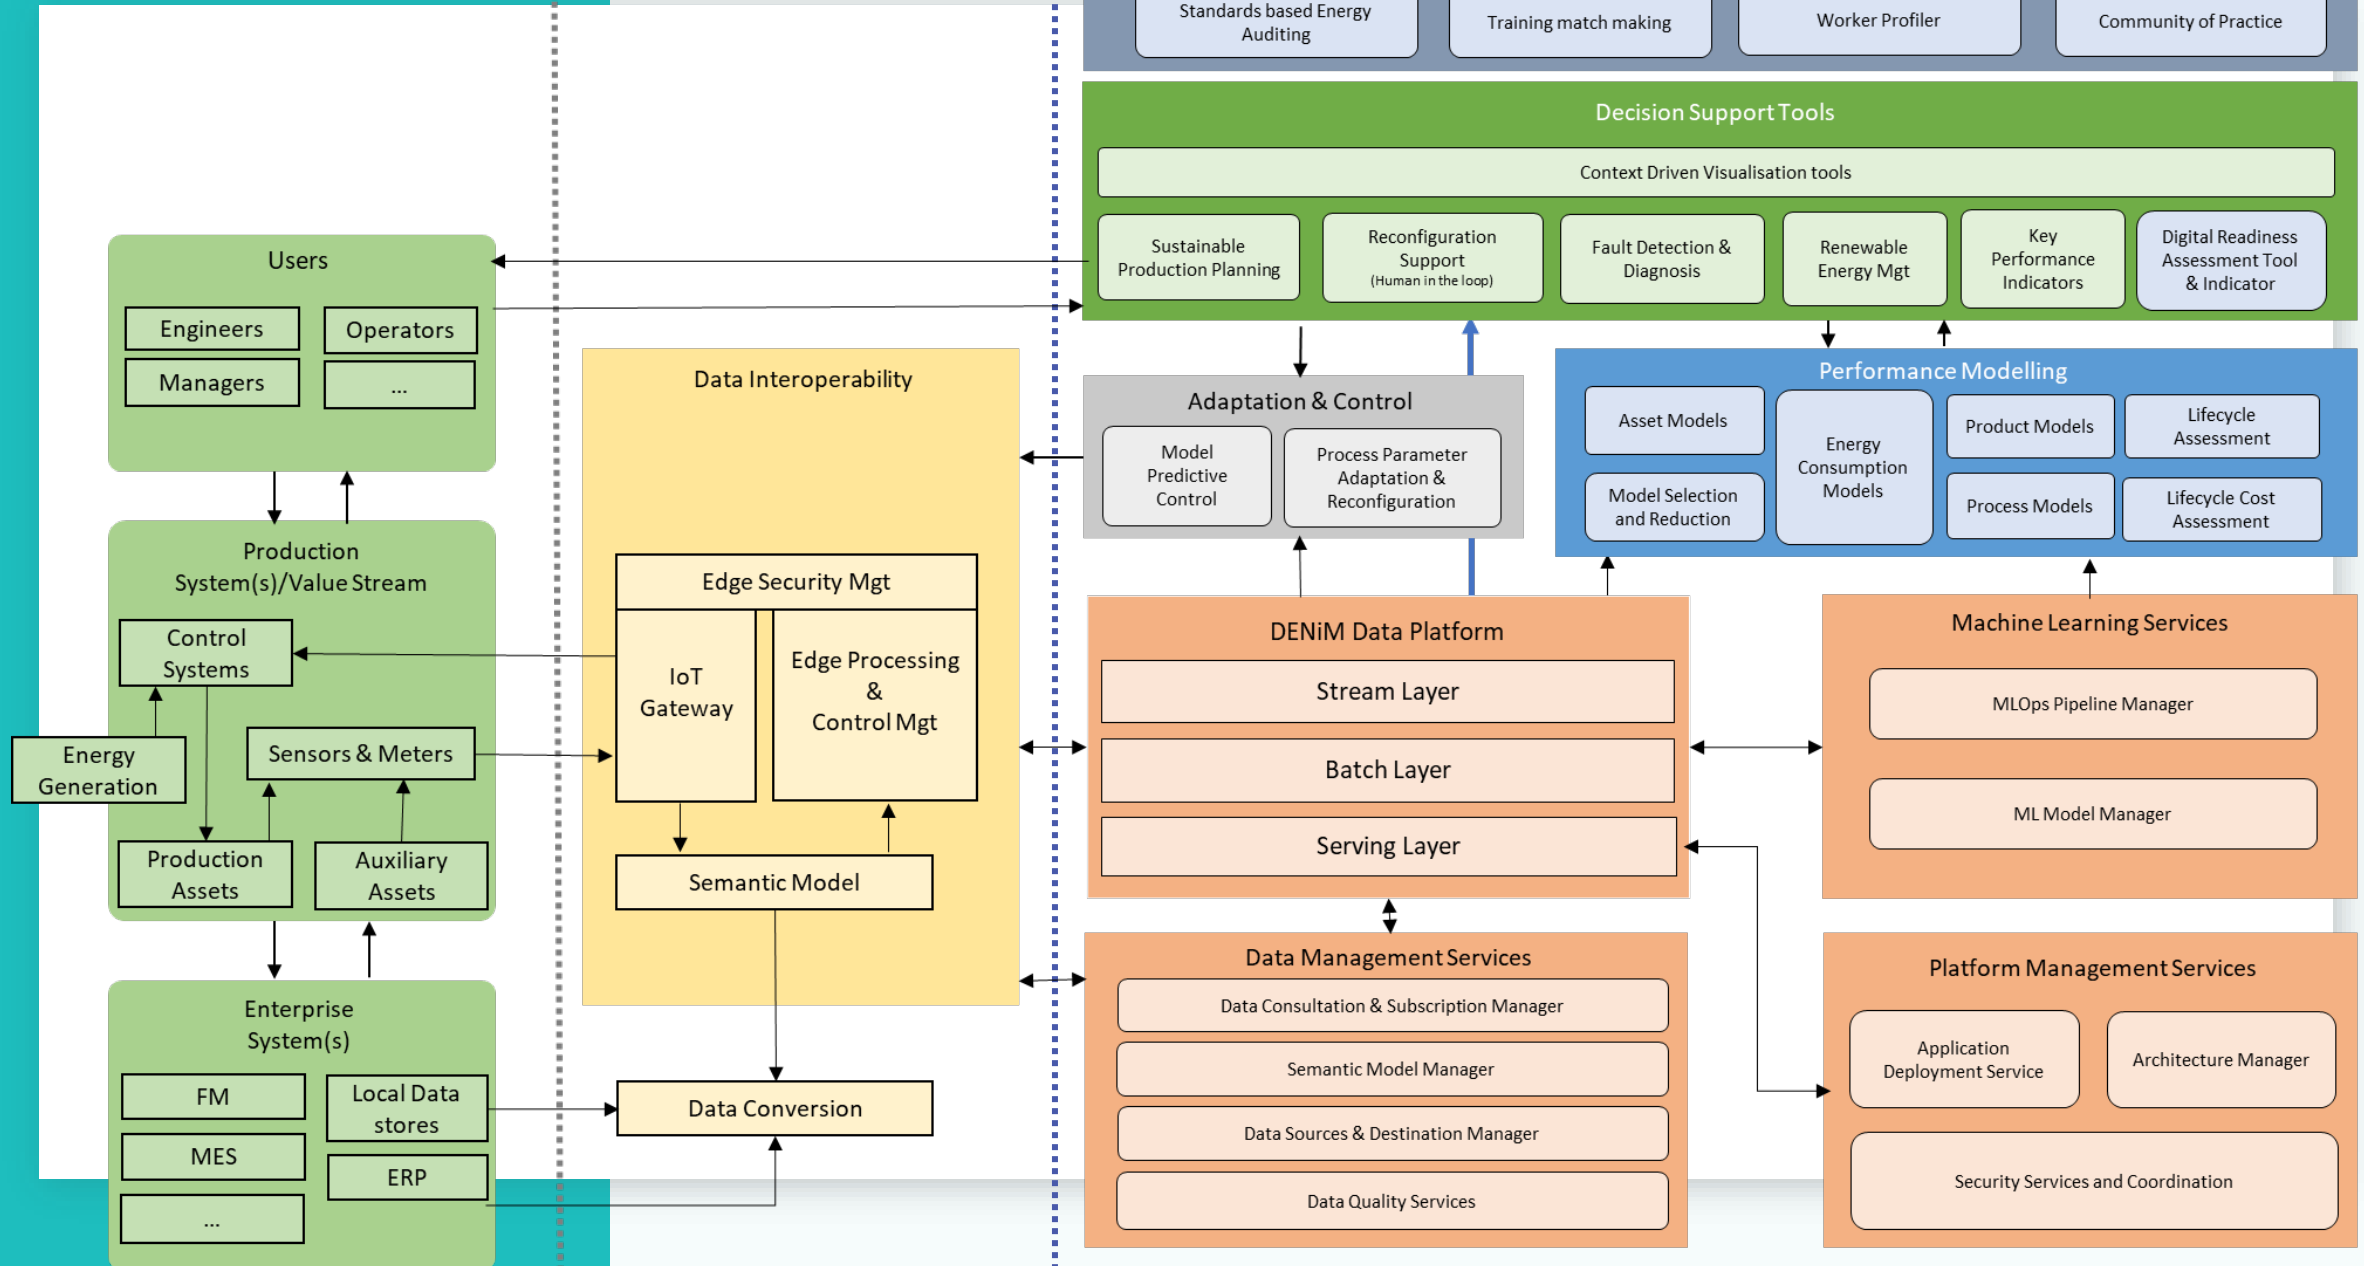 Standards based Energy
Auditing
Training match making
Worker Profiler
Community of Practice
Decision Support Tools
Context Driven Visualisation tools
Sustainable
Production Planning
Reconfiguration
Support
(Human in the loop)
Fault Detection &
Diagnosis
Renewable
Energy Mgt
Key
Performance
Indicators
Digital Readiness
Assessment Tool
& Indicator
Users
Engineers
Operators
Managers
...
Data Interoperability
Adaptation & Control
Model
Predictive
Control
Process Parameter
Adaptation &
Reconfiguration
Performance Modelling
Asset Models
Energy
Consumption
Models
Product Models
Lifecycle
Assessment
Model Selection
and Reduction
Process Models
Lifecycle Cost
Assessment
Production
System(s)/Value Stream
Control
Systems
Energy
Generation
Sensors & Meters
Production
Assets
Auxiliary
Assets
Edge Security Mgt
IoT
Gateway
Edge Processing
&
Control Mgt
Semantic Model
DENiM Data Platform
Stream Layer
Batch Layer
Serving Layer
Machine Learning Services
MLOps Pipeline Manager
ML Model Manager
Enterprise
System(s)
FM
Local Data
stores
MES
ERP
...
Data Conversion
Data Management Services
Data Consultation & Subscription Manager
Semantic Model Manager
Data Sources & Destination Manager
Data Quality Services
Platform Management Services
Application
Deployment Service
Architecture Manager
Security Services and Coordination